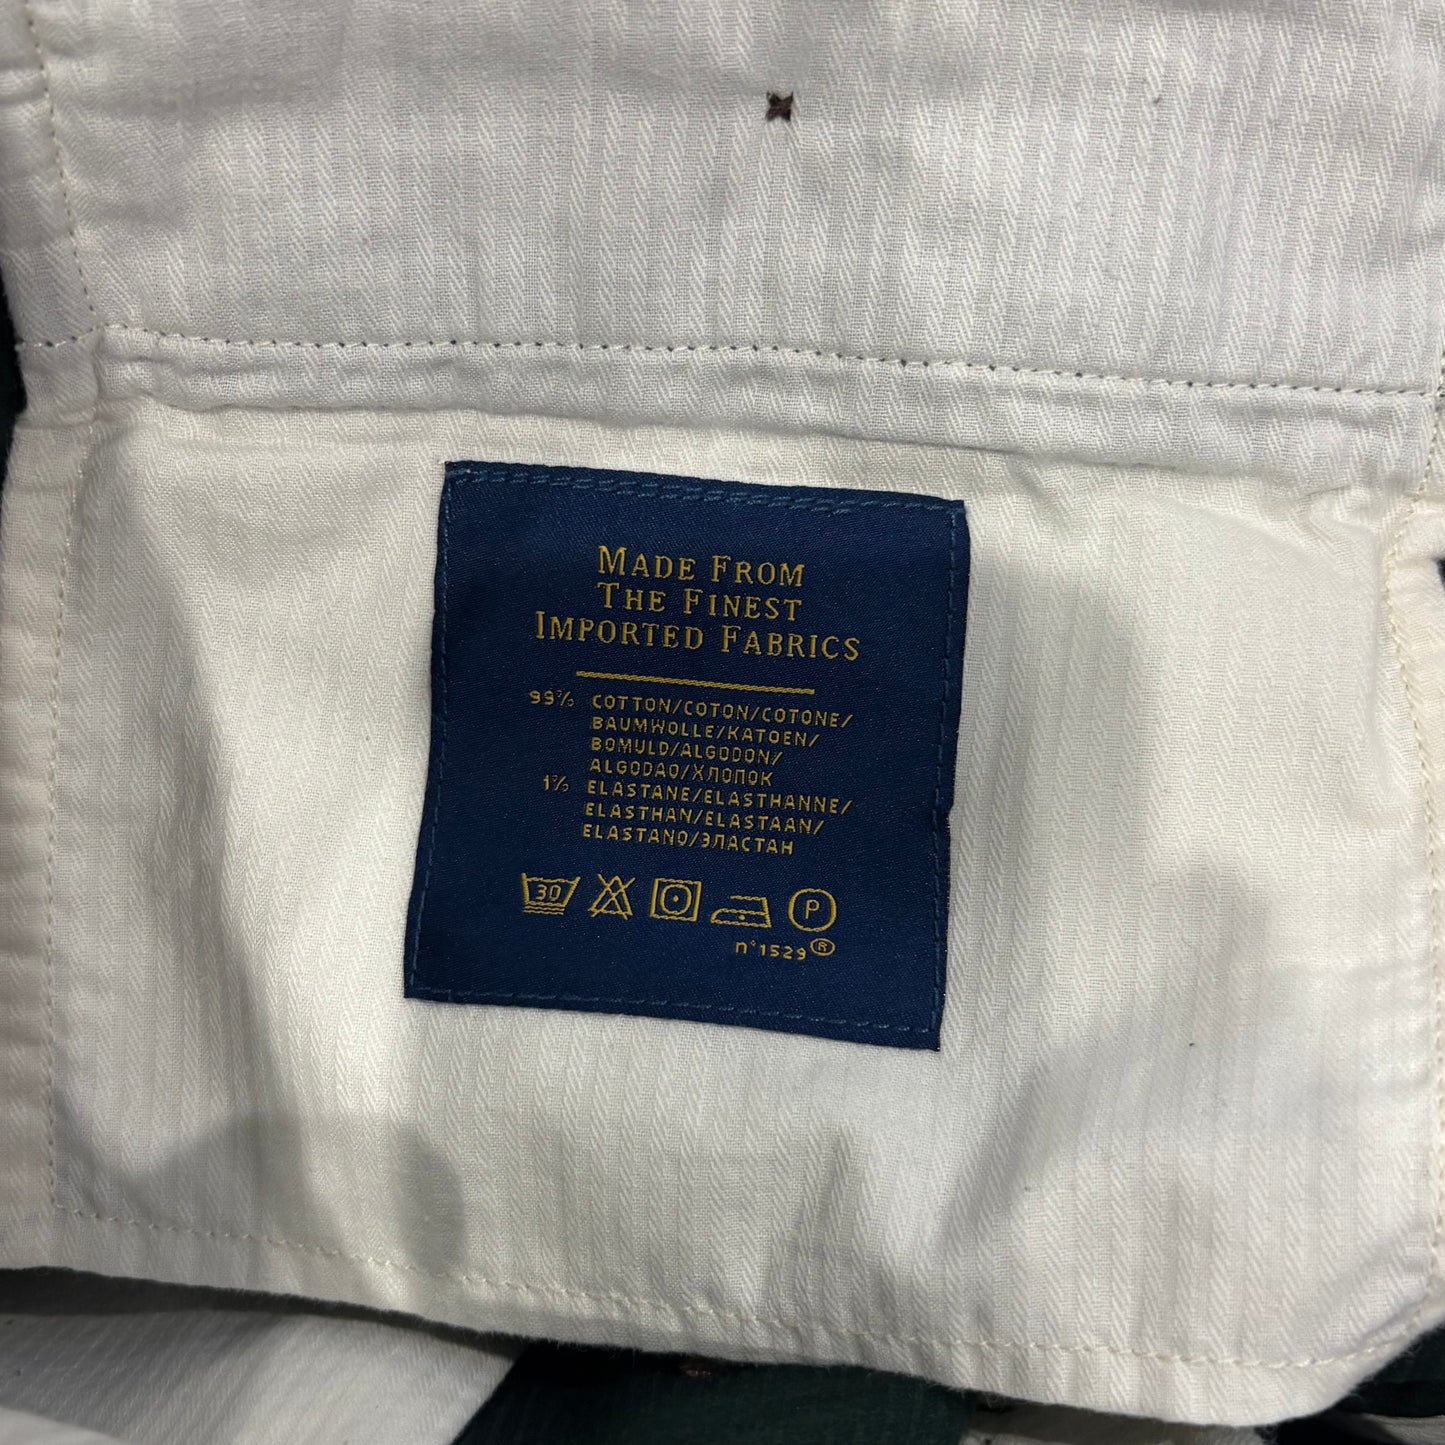 MADE FROM
THE FINEST
IMPORTED FABRICS
99% COTTON/COTON/COTONE/
BAUMWOLLE/KATOEN/
BOMULD/ALGODON/
ALGODAO/ХЛОПОК
1% ELASTANE/ELASTHANNE/
ELASTHAN/ELASTAAN/
ELASTANO/ЭЛАСТАН
30 P
n°1529®